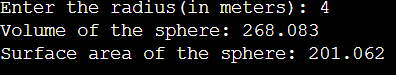 Enter the radius(in meters): 4
Volume of the sphere: 268.083
Surface area of the sphere: 201.062